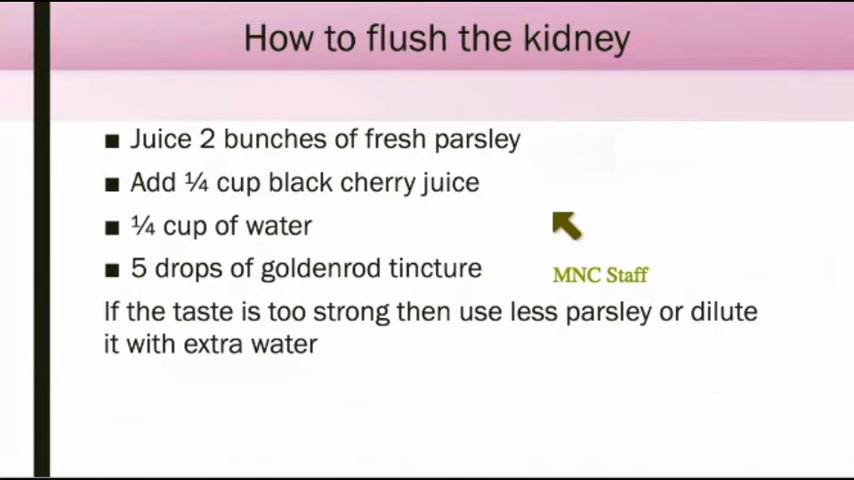 How to flush the kidney
■ Juice 2 bunches of fresh parsley
■ Add ¼ cup black cherry juice
■ ¼ cup of water
■ 5 drops of goldenrod tincture
MNC Staff
If the taste is too strong then use less parsley or dilute
it with extra water